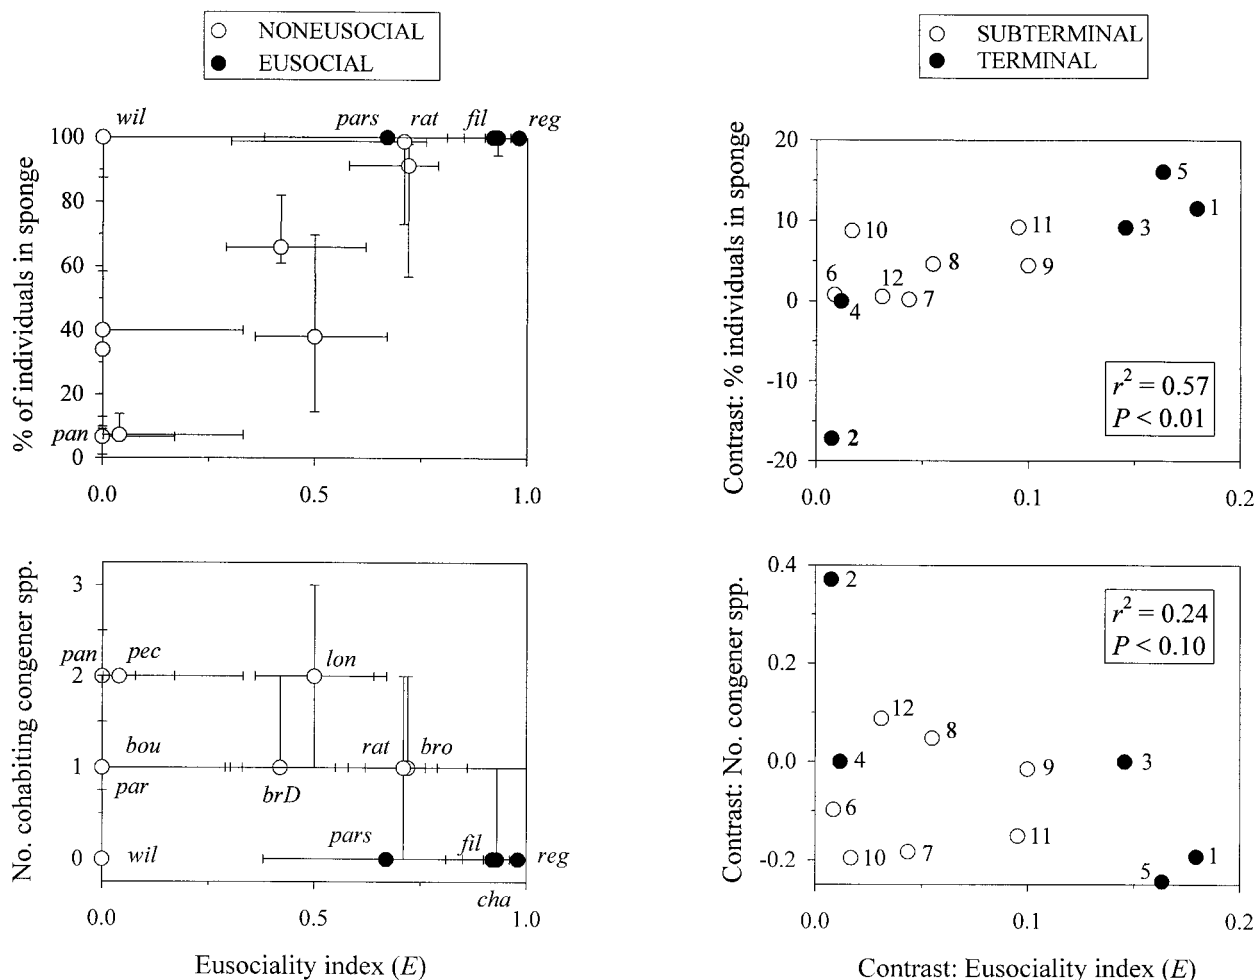 NONEUSOCIAL
EUSOCIAL
SUBTERMINAL
TERMINAL
% of individuals in sponge
100
80
60
40
20
0
0.0
0.5
1.0
wil
pars
rat
fil
reg
pan
Contrast: % individuals in sponge
20
10
0
-10
-20
0.0
0.1
0.2
5
1
3
11
10
9
8
6
12
7
4
2
r² = 0.57
P < 0.01
No. cohabiting congener spp.
3
2
1
0
0.0
0.5
1.0
pan
pec
lon
bou
rat
bro
par
brD
pars
fil
wil
reg
cha
Eusociality index (E)
Contrast: No. congener spp.
0.4
0.2
0.0
-0.2
0.0
0.1
0.2
2
12
8
4
9
3
6
11
10
7
5
1
r² = 0.24
P < 0.10
Contrast: Eusociality index (E)